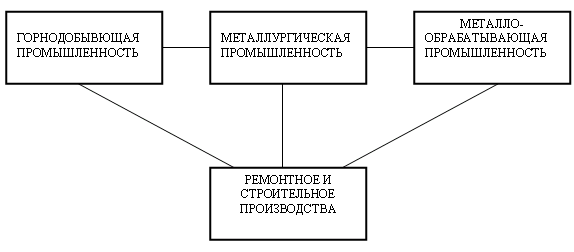 ГОРНОДОБЫВЮЩАЯ
ПРОМЫШЛЕННОСТЬ
МЕТАЛЛУРГИЧЕСКАЯ
ПРОМЫШЛЕННОСТЬ
МЕТАЛЛО-
ОБРАБАТЫВАЮЩАЯ
ПРОМЫШЛЕННОСТЬ
РЕМОНТНОЕ И
СТРОИТЕЛЬНОЕ
ПРОИЗВОДСТВА